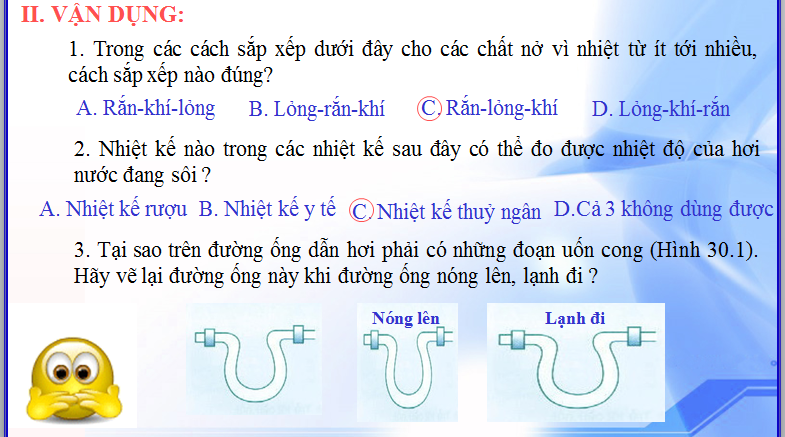 II. VẬN DỤNG:
1. Trong các cách sắp xếp dưới đây cho các chất nở vì nhiệt từ ít tới nhiều,
cách sắp xếp nào đúng?
A. Rắn-khí-lỏng B. Lỏng-rắn-khí C. Rắn-lỏng-khí D. Lỏng-khí-rắn
2. Nhiệt kế nào trong các nhiệt kế sau đây có thể đo được nhiệt độ của hơi
nước đang sôi ?
A. Nhiệt kế rượu B. Nhiệt kế y tế C Nhiệt kế thuỷ ngân D.Cả 3 không dùng được
3. Tại sao trên đường ống dẫn hơi phải có những đoạn uốn cong (Hình 30.1).
Hãy vẽ lại đường ống này khi đường ống nóng lên, lạnh đi ?
Nóng lên Lạnh đi